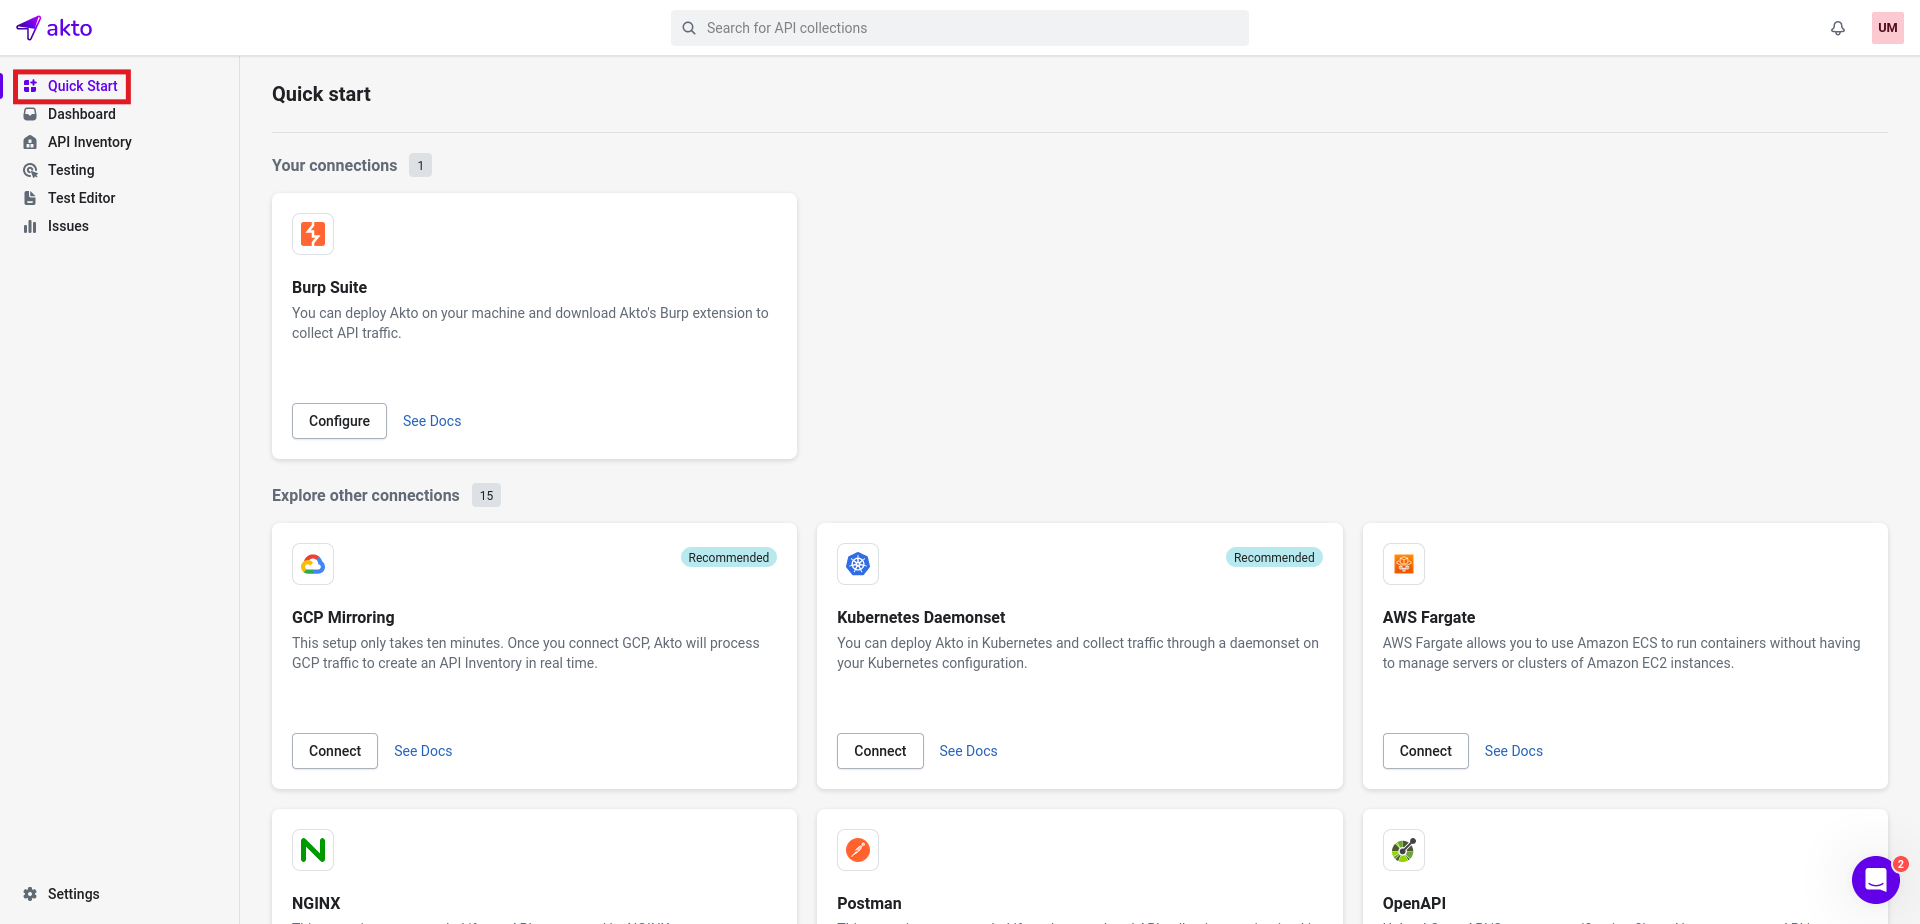 akto
Search for API collections
UM
Quick Start
Dashboard
API Inventory
Testing
Test Editor
Issues
Settings
Quick start
Your connections 1
Burp Suite
You can deploy Akto on your machine and download Akto's Burp extension to
collect API traffic.
Configure See Docs
Explore other connections 15
Recommended
GCP Mirroring
This setup only takes ten minutes. Once you connect GCP, Akto will process
GCP traffic to create an API Inventory in real time.
Connect See Docs
Recommended
Kubernetes Daemonset
You can deploy Akto in Kubernetes and collect traffic through a daemonset on
your Kubernetes configuration.
Connect See Docs
AWS Fargate
AWS Fargate allows you to use Amazon ECS to run containers without having
to manage servers or clusters of Amazon EC2 instances.
Connect See Docs
NGINX
Postman
OpenAPI
2